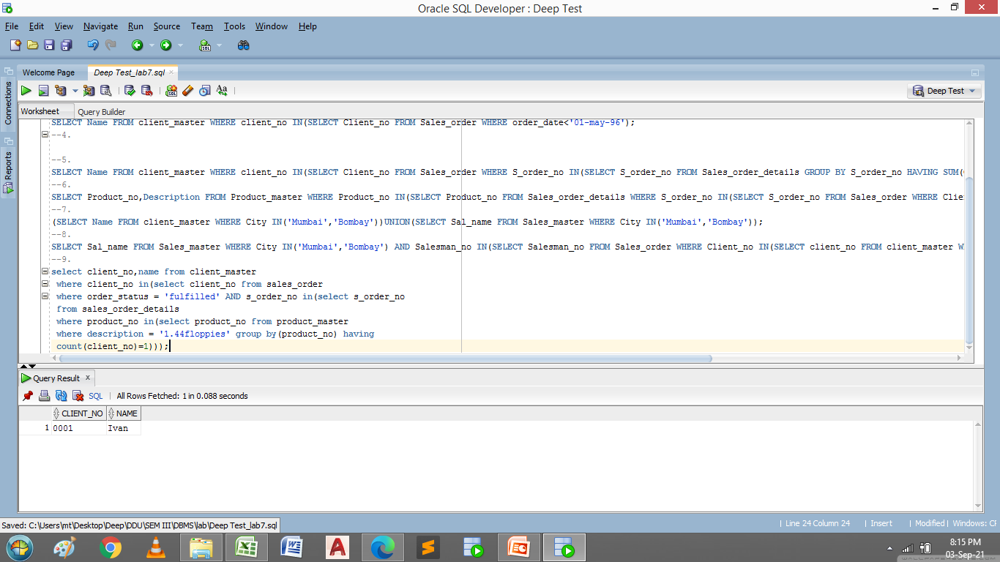 Oracle SQL Developer : Deep Test
File Edit View Navigate Run Source Team Tools Window Help
Welcome Page Deep Test_lab7.sql
Deep Test
Connections
Reports
Worksheet Query Builder
SELECT Name FROM client_master WHERE client_no IN(SELECT Client_no FROM Sales_order WHERE order_date<'01-may-96');
--4.
--5.
SELECT Name FROM client_master WHERE client_no IN(SELECT Client_no FROM Sales_order WHERE S_order_no IN(SELECT S_order_no FROM Sales_order_details GROUP BY S_order_no HAVING SUM(
--6.
SELECT Product_no,Description FROM Product_master WHERE Product_no IN(SELECT Product_no FROM Sales_order_details WHERE S_order_no IN(SELECT S_order_no FROM Sales_order WHERE Clie
--7.
(SELECT Name FROM client_master WHERE City IN('Mumbai','Bombay'))UNION(SELECT Sal_name FROM Sales_master WHERE City IN('Mumbai','Bombay'));
--8.
SELECT Sal_name FROM Sales_master WHERE City IN('Mumbai','Bombay') AND Salesman_no IN(SELECT Salesman_no FROM Sales_order WHERE Client_no IN(SELECT client_no FROM client_master W
--9.
select client_no,name from client_master
where client_no in(select client_no from sales_order
where order_status = 'fulfilled' AND s_order_no in(select s_order_no
from sales_order_details
where product_no in(select product_no from product_master
where description = '1.44floppies' group by(product_no) having
count(client_no)=1)));
Query Result x
SQL | All Rows Fetched: 1 in 0.088 seconds
CLIENT_NO NAME
1 0001 Ivan
Saved: C:\Users\mt\Desktop\Deep\DDU\SEM III\DBMS\lab\Deep Test_lab7.sql
| Line 24 Column 24 | Insert | Modified | Windows: CF
8:15 PM
03-Sep-21